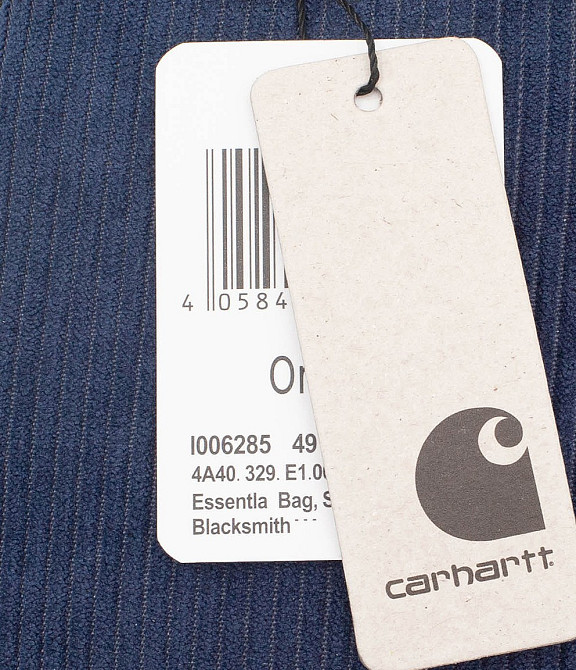 4 0584
Or
I006285 49
4A40. 329. E1.0
Essentla Bag, S
Blacksmith---
carhartt